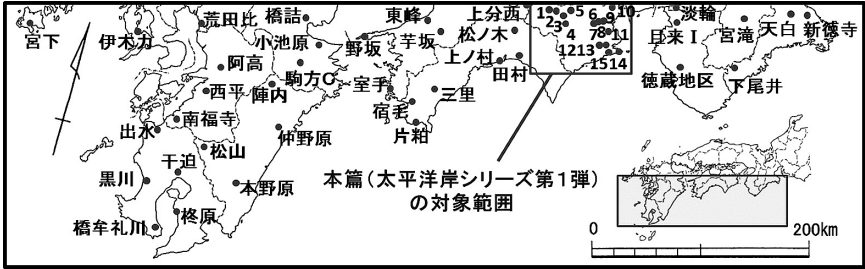 荒田比
橋詰
東峰
上分西
12
5
6
9
10.
淡輪
天白
新徳寺
宮下
伊木力
小池原
野坂
芋坂
松ノ木
2
3
4
7
8
11
目来Ⅰ
宮滝
阿高
駒方C
室手
上ノ村
田村
1213
1514
徳蔵地区
下尾井
西平
陣内
宿毛
三里
出水
南福寺
仲野原
片粕
松山
干迫
黒川
本野原
本篇(太平洋岸シリーズ第1弾)
の対象範囲
橋牟礼川
柊原
0
200km